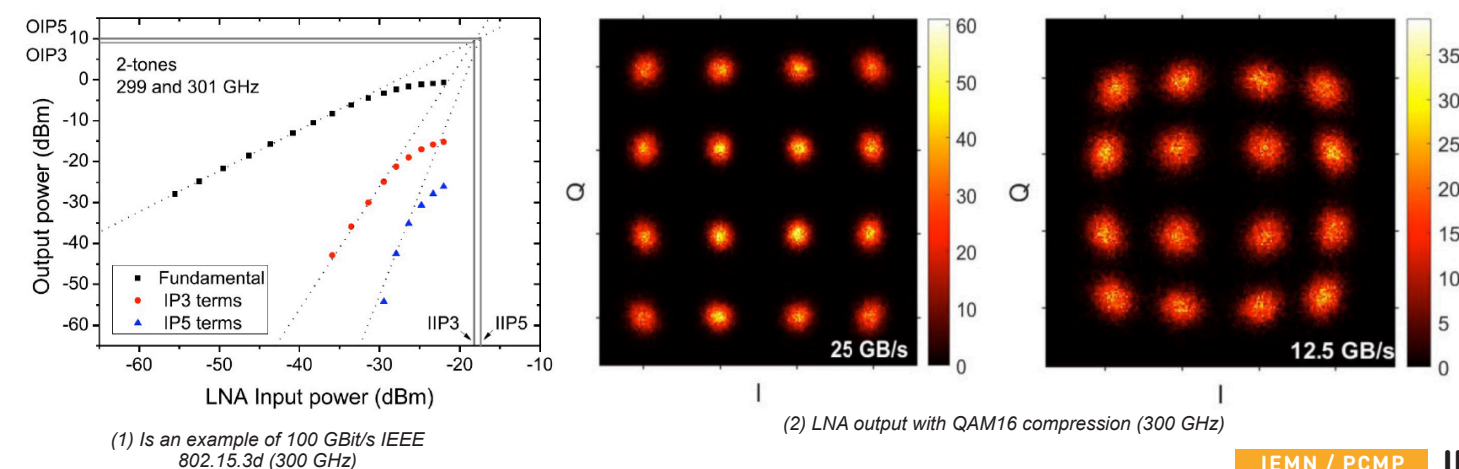 OIP5
OIP3
10
0
-10
-20
-30
-40
-50
-60
Output power (dBm)
2-tones
299 and 301 GHz
Fundamental
IP3 terms
IP5 terms
IIP3
IIP5
-60
-50
-40
-30
-20
-10
LNA Input power (dBm)
(1) Is an example of 100 GBit/s IEEE
802.15.3d (300 GHz)
Q
25 GB/s
I
60
50
40
30
20
10
0
Q
12.5 GB/s
I
35
30
25
20
15
10
5
0
(2) LNA output with QAM16 compression (300 GHz)
IEMN / PCMP